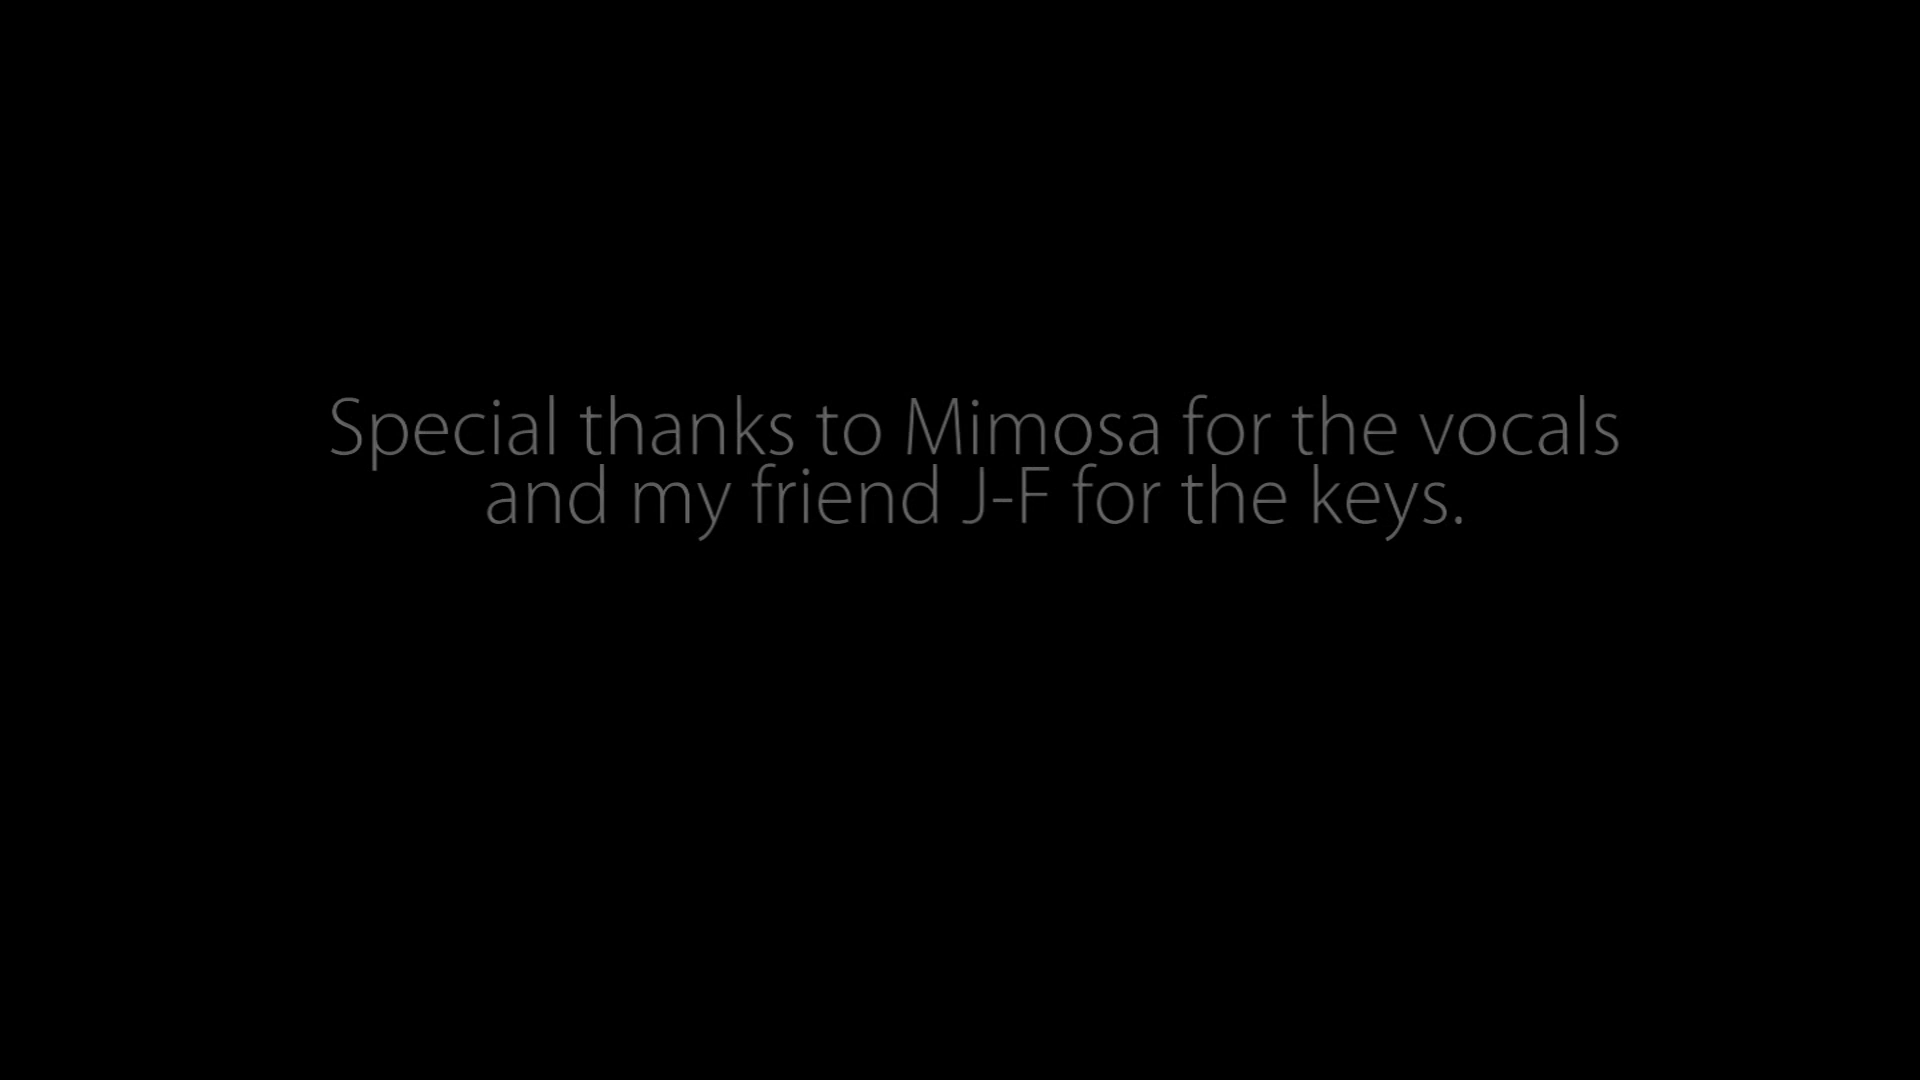 Special thanks to Mimosa for the vocals
and my friend J-F for the keys.